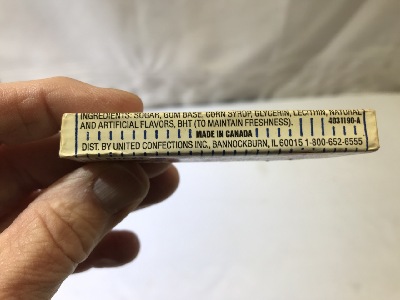 INGREDIENTS: SUGAR, GUM BASE, CORN SYRUP, GLYCERIN, LECITHIN, NATURAL
AND ARTIFICIAL FLAVORS, BHT (TO MAINTAIN FRESHNESS).
MADE IN CANADA 4031190-A
DIST. BY UNITED CONFECTIONS INC., BANNOCKBURN, IL 60015 1-800-652-6555